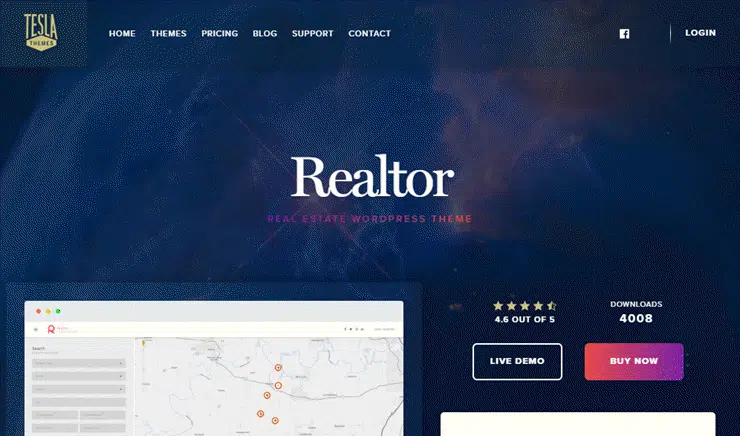 TESLA
THEMES
HOME THEMES PRICING BLOG SUPPORT CONTACT
LOGIN
Realtor
REAL ESTATE WORDPRESS THEME
4.6 OUT OF 5
DOWNLOADS
4008
LIVE DEMO
BUY NOW
Search